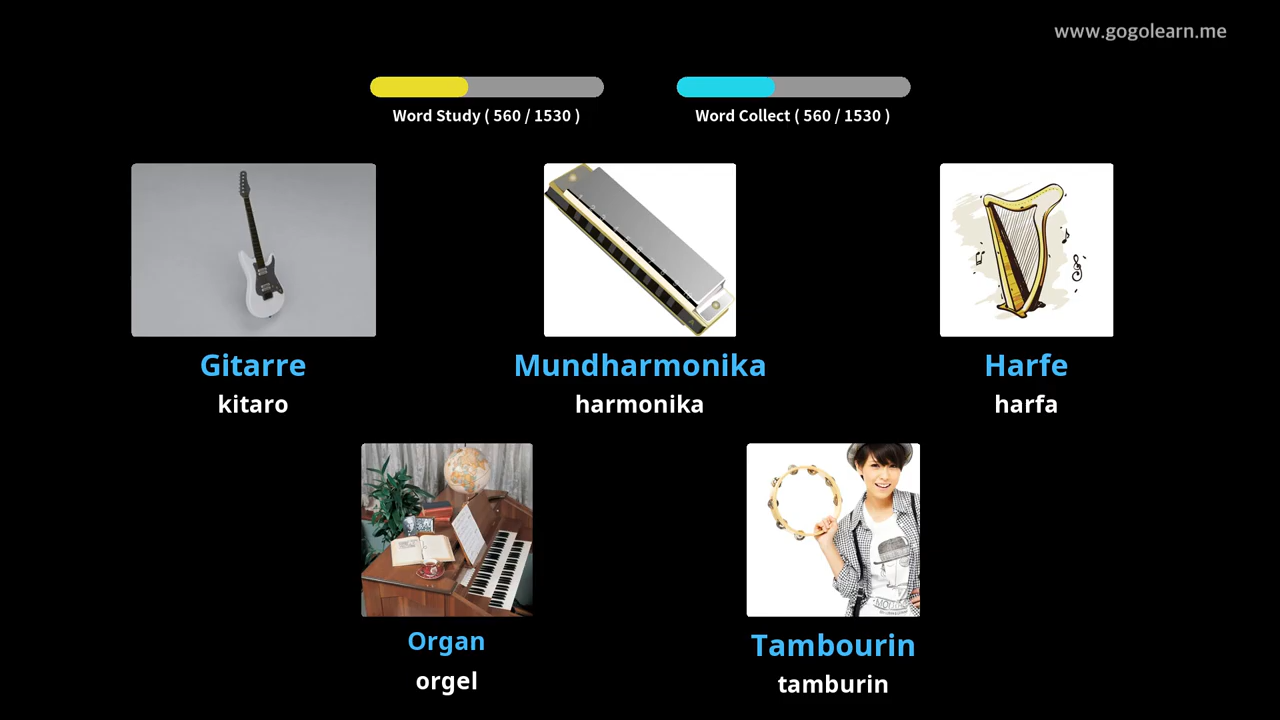 www.gogolearn.me
Word Study ( 560 / 1530 )
Word Collect ( 560 / 1530 )
Gitarre
kitaro
Mundharmonika
harmonika
Harfe
harfa
Organ
orgel
Tambourin
tamburin